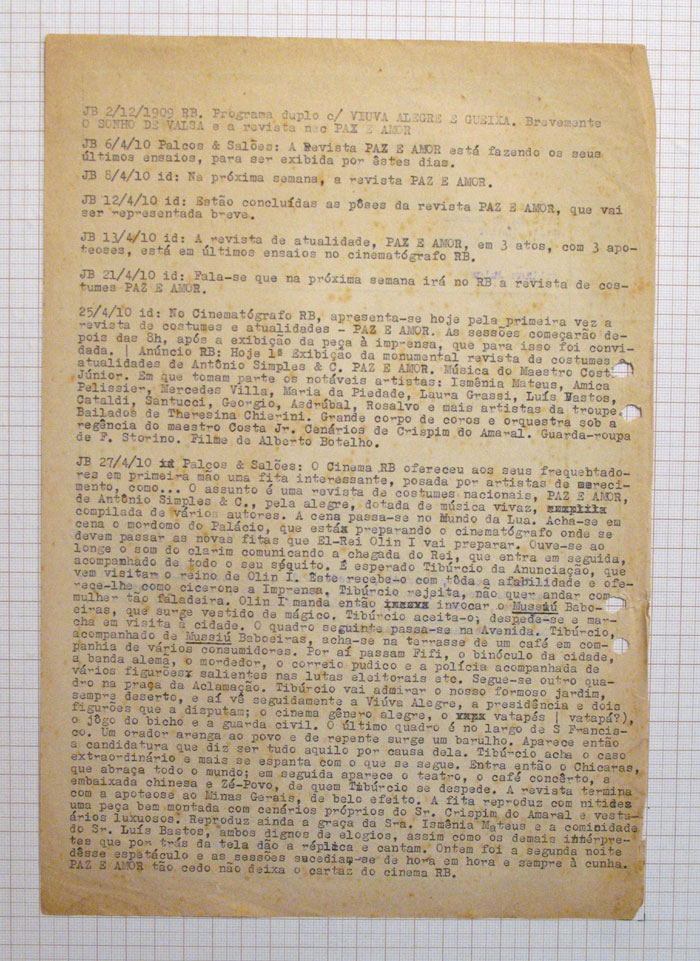 JB 2/12/1909 RB. Programa duplo c/ VIUVA ALEGRE E GUEIXA. Brevemente
O SONHO DE VALSA e a revista nac PAX E AMOR
JB 6/4/10 Palcos & Salões: A Revista PAZ E AMOR está fazendo os seus
últimos ensaios, para ser exibida por êstes dias.
JB 8/4/10 id: Na próxima semana, a revista PAZ E AMOR.
JB 12/4/10 id: Estão concluídas as pôses da revista PAZ E AMOR, que vai
ser representada breve.
JB 13/4/10 id: A revista de atualidade, PAX E AMOR, em 3 atos, com 3 apo-
teoses, está em últimos ensaios no cinematógrafo RB.
JB 21/4/10 id: Fala-se que na próxima semana irá no RB a revista de cos-
tumes PAZ E AMOR.
25/4/10 id: No Cinematógrafo RB, apresenta-se hoje pela primeira vez a
revista de costumes e atualidades - PAZ E AMOR. As sessões começarão de-
pois das 8h, após a exibição da peça à imprensa, que para isso foi convi-
dada. | Anúncio RB: Hoje 1ª Exibição da monumental revista de costumes e
atualidades de Antônio Simples & C. PAZ E AMOR. Música do Maestro Costa
Júnior. Em que tomam parte os notáveis artistas: Ismênia Mateus, Amica
Pelissier, Mercedes Villa, Maria da Piedade, Laura Grassi, Luís Bastos,
Cataldi, Santucci, Georgio, Asdrúbal, Rosalvo e mais artistas da troupe.
Bailados de Theresina Chierini. Grande corpo de coros e orquestra sob a
regência do maestro Costa Jr. Cenários de Crispim do Amaral. Guarda-roupa
de F. Storino. Filme de Alberto Botelho.
JB 27/4/10 id Palcos & Salões: O Cinema RB ofereceu aos seus frequebtado-
res em primeira mão uma fita interessante, posada por artistas de mereci-
mento, como... O assunto é uma revista de costumes nacionais, PAZ E AMOR,
de Antônio Simples & C., pela alegre, dotada de música vivaz,
compilada de vários autores. A cena passa-se no Mundo da Lua. Acha-se em
cena o mordomo do Palácio, que está preparando o cinematógrafo onde se
devem passar as novas fitas que El-Rei Olin I vai preparar. Ouve-se ao
longe o som do clarim comunicando a chegada do Rei, que entra em seguida,
acompanhado de todo o seu séquito. É esperado Tibúrcio da Anunciação, que
vem visitar o reino de Olin I. Este recebe-o com tôda a afabilidade e ofe-
rece-lhe como cicerone a Imprensa. Tibúrcio rejeita, não quer andar com
mulher tão faladeira. Olin I manda então invocar o Mussiú Babo-
eiras, que surge vestido de mágico. Tibúrcio aceita-o; despede-se e mar-
cha em visita à cidade. O quadro seguinte passa-se na Avenida. Tibúrcio,
acompanhado de Mussiú Baboeiras, acha-se na terrasse de um café em com-
panhia de vários consumidores. Por aí passam Fifi, o binóculo da cidade,
a banda alemã, o mordedor, o correio pudico e a polícia acompanhada de
vários figurões salientes nas lutas eleitorais etc. Segue-se outro qua-
dro na praça da Aclamação. Tibúrcio vai admirar o nosso formoso jardim,
sempre deserto, e aí vê seguidamente a Viúva Alegre, a presidência e dois
figurões que a disputam; o cinema gênero alegre, o vatapás | vatapá?),
o jôgo do bicho e a guarda civil. O último quadro é no largo de S Francis-
co. Um orador arenga ao povo e de repente surge um barulho. Aparece então
a candidatura que diz ser tudo aquilo por causa dela. Tibúrcio acha o caso
extraordinário e mais se espanta com o que se segue. Entra então o Chicaras,
que abraça todo o mundo; em seguida aparece o teatro, o café concêrto, a
embaixada chinesa e Zé-Povo, de quem Tibúrcio se despede. A revista termina
com a apoteose ao Minas Gerais, de belo efeito. A fita reproduz com nitidez
uma peça bem montada com cenários próprios do Sr. Crispim do Amaral e vestu-
ários luxuosos. Reproduz ainda a graça da Sra. Ismênia Mateus e a comicidade
do Sr. Luís Bastos, ambos dignos de elogios, assim como os demais intérpre-
tes que por trás da tela dão a réplica e cantam. Ontem foi a segunda noite
dêsse espetáculo e as sessões sucediam-se de hora em hora e sempre à cunha.
PAZ E AMOR tão cedo não deixa o cartaz do cinema RB.